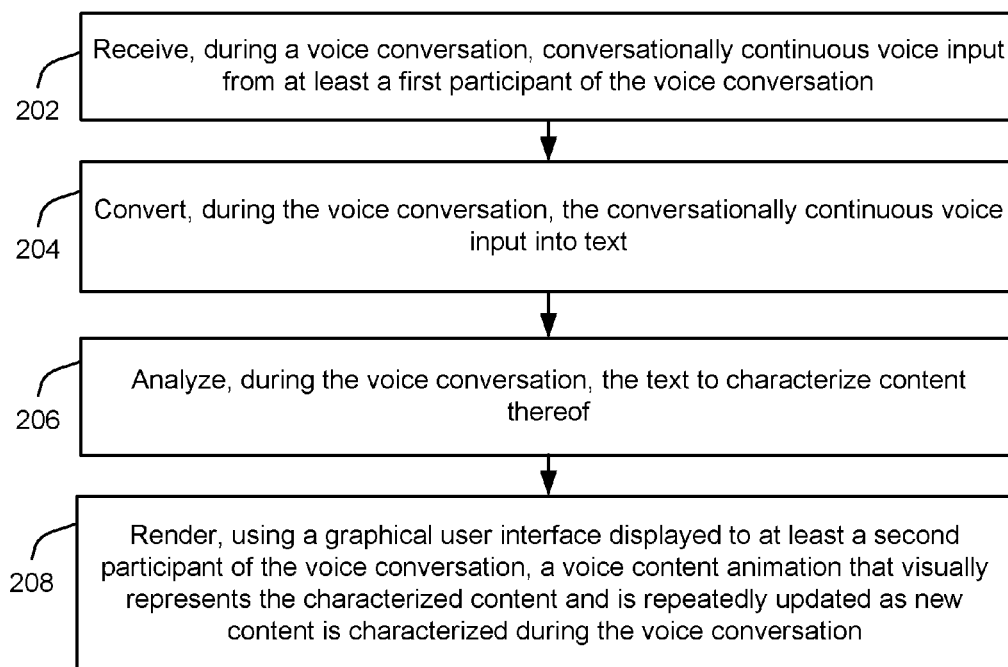 Receive, during a voice conversation, conversationally continuous voice input
from at least a first participant of the voice conversation
202
Convert, during the voice conversation, the conversationally continuous voice
input into text
204
Analyze, during the voice conversation, the text to characterize content
thereof
206
Render, using a graphical user interface displayed to at least a second
participant of the voice conversation, a voice content animation that visually
represents the characterized content and is repeatedly updated as new
content is characterized during the voice conversation
208